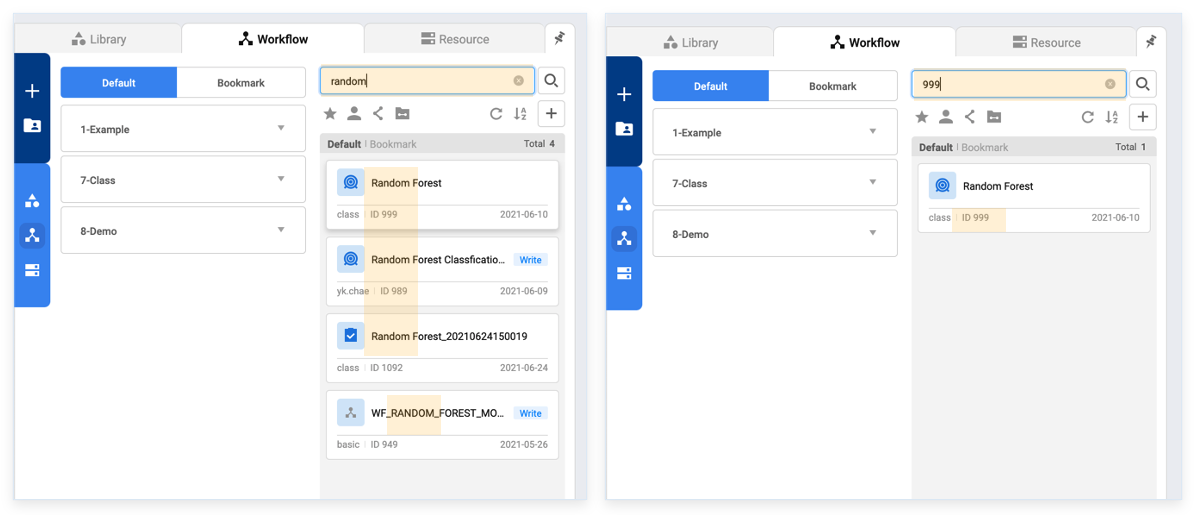 Library
Workflow
Resource
Default
Bookmark
random
1-Example
7-Class
8-Demo
Default | Bookmark
Total 4
Random Forest
class | ID 999
2021-06-10
Random Forest Classficatio...
Write
yk.chae | ID 989
2021-06-09
Random Forest_20210624150019
class | ID 1092
2021-06-24
WF_RANDOM_FOREST_MO...
Write
basic | ID 949
2021-05-26
Library
Workflow
Resource
Default
Bookmark
999
1-Example
7-Class
8-Demo
Default | Bookmark
Total 1
Random Forest
class | ID 999
2021-06-10